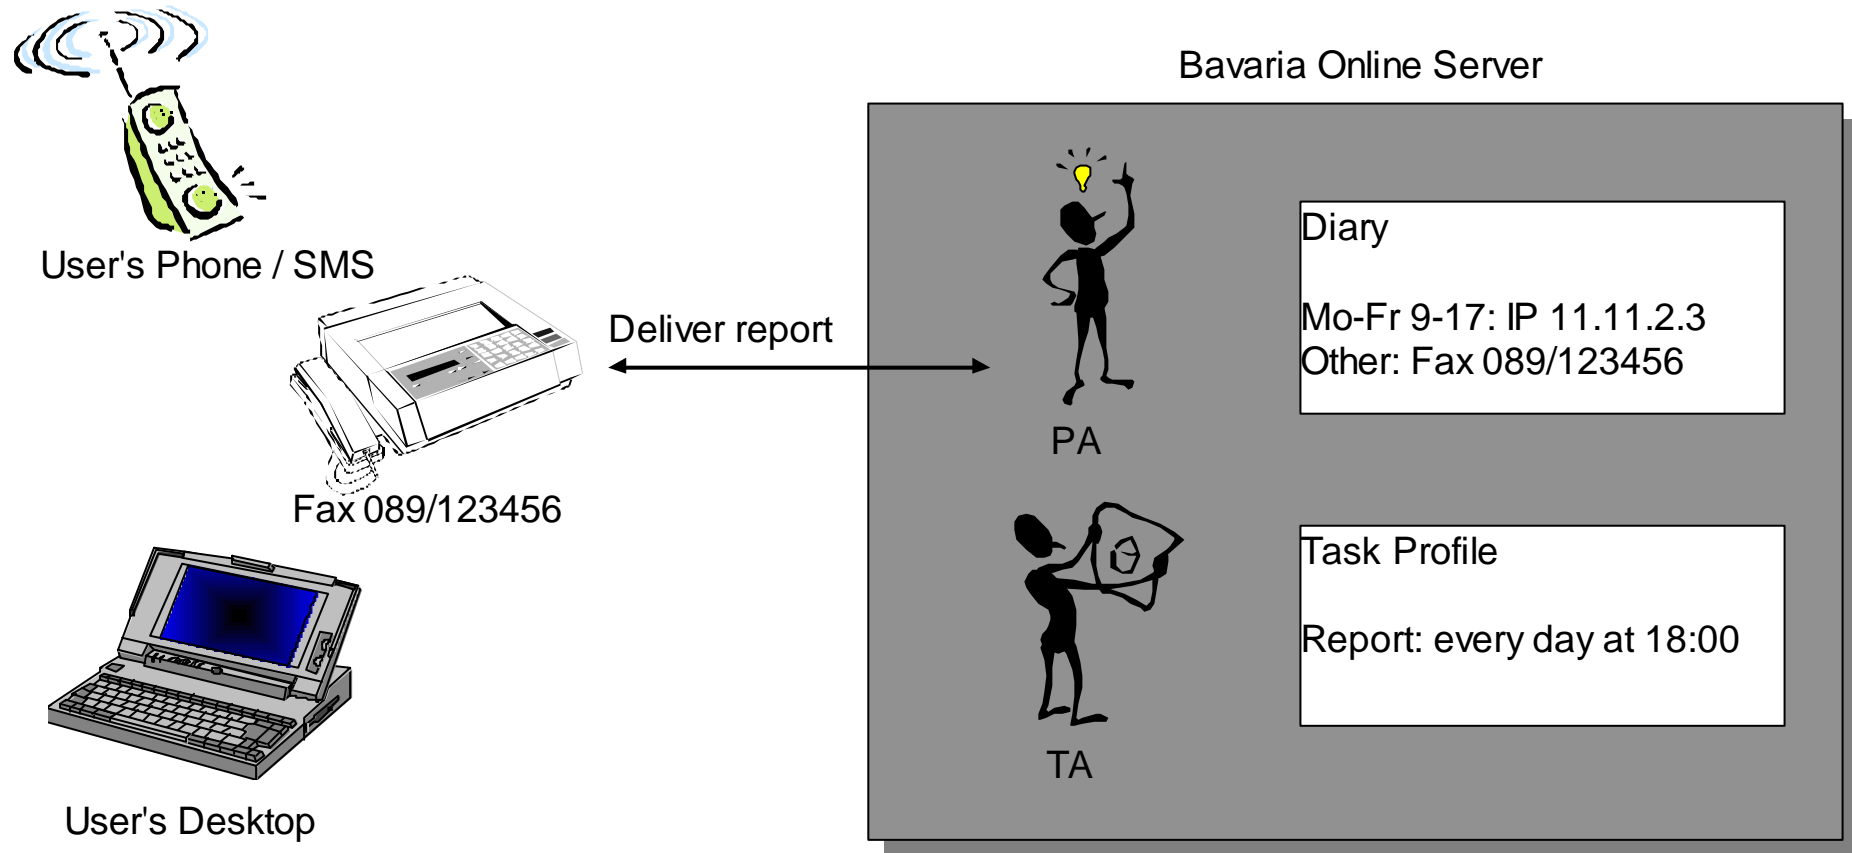 Bavaria Online Server
User's Phone / SMS
Deliver report
Fax 089/123456
User's Desktop
PA
Diary
Mo-Fr 9-17: IP 11.11.2.3
Other: Fax 089/123456
TA
Task Profile
Report: every day at 18:00